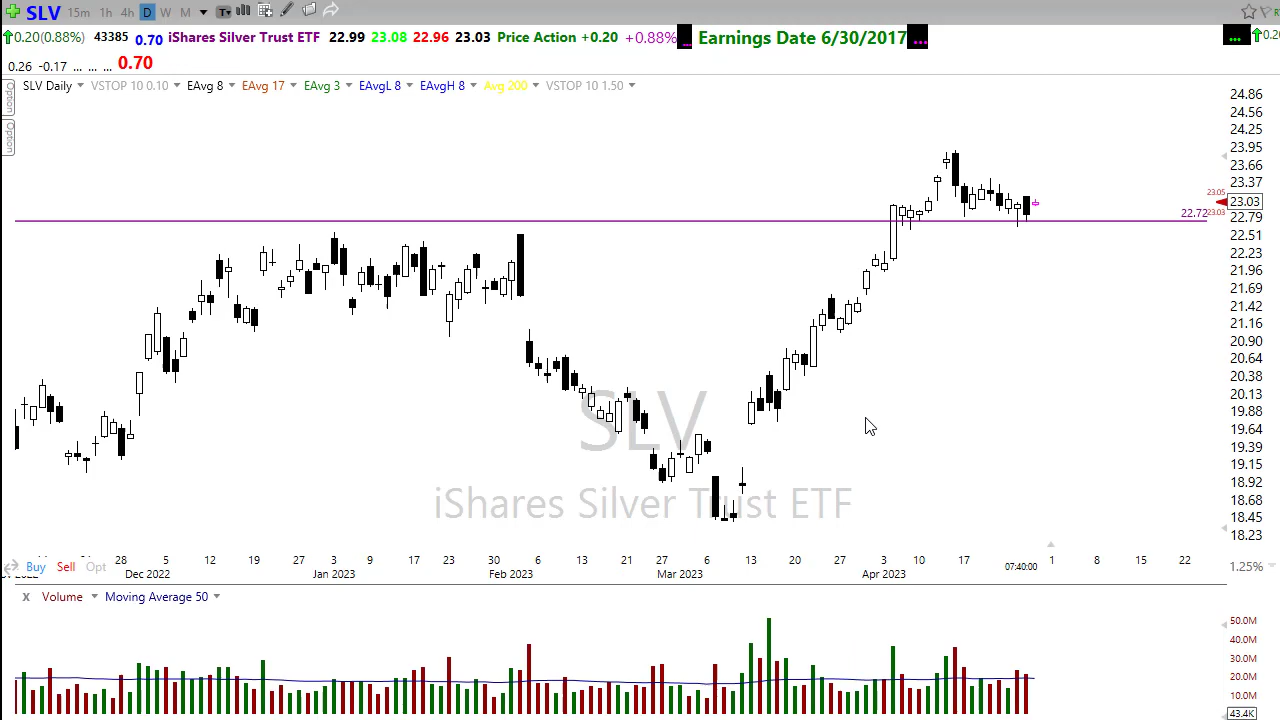 SLV 15m 1h 4h D W M T
0.20(0.88%) 43385 0.70 iShares Silver Trust ETF 22.99 23.08 22.96 23.03 Price Action +0.20 +0.88% ... Earnings Date 6/30/2017 ... ... 0.20
0.26 -0.17 ... ... 0.70
SLV Daily VSTOP 10 0.10 EAvg 8 EAvg 17 EAvg 3 EAvgL 8 EAvgH 8 Avg 200 VSTOP 10 1.50
Option
Option
24.86
24.56
24.25
23.95
23.66
23.37
23.05
23.03
22.72 23.03
22.79
22.51
22.23
21.96
21.69
21.42
21.16
20.90
20.64
20.38
20.13
19.88
19.64
19.39
19.15
18.92
18.68
18.45
18.23
SLV
iShares Silver Trust ETF
28 5 12 19 27 3 9 17 23 30 6 13 21 27 6 13 20 27 3 10 17 07:40:00 1 8 15 22
Buy Sell Opt 1.25%
2022 Dec 2022 Jan 2023 Feb 2023 Mar 2023 Apr 2023
x Volume Moving Average 50
50.0M
40.0M
30.0M
20.0M
10.0M
43.4K